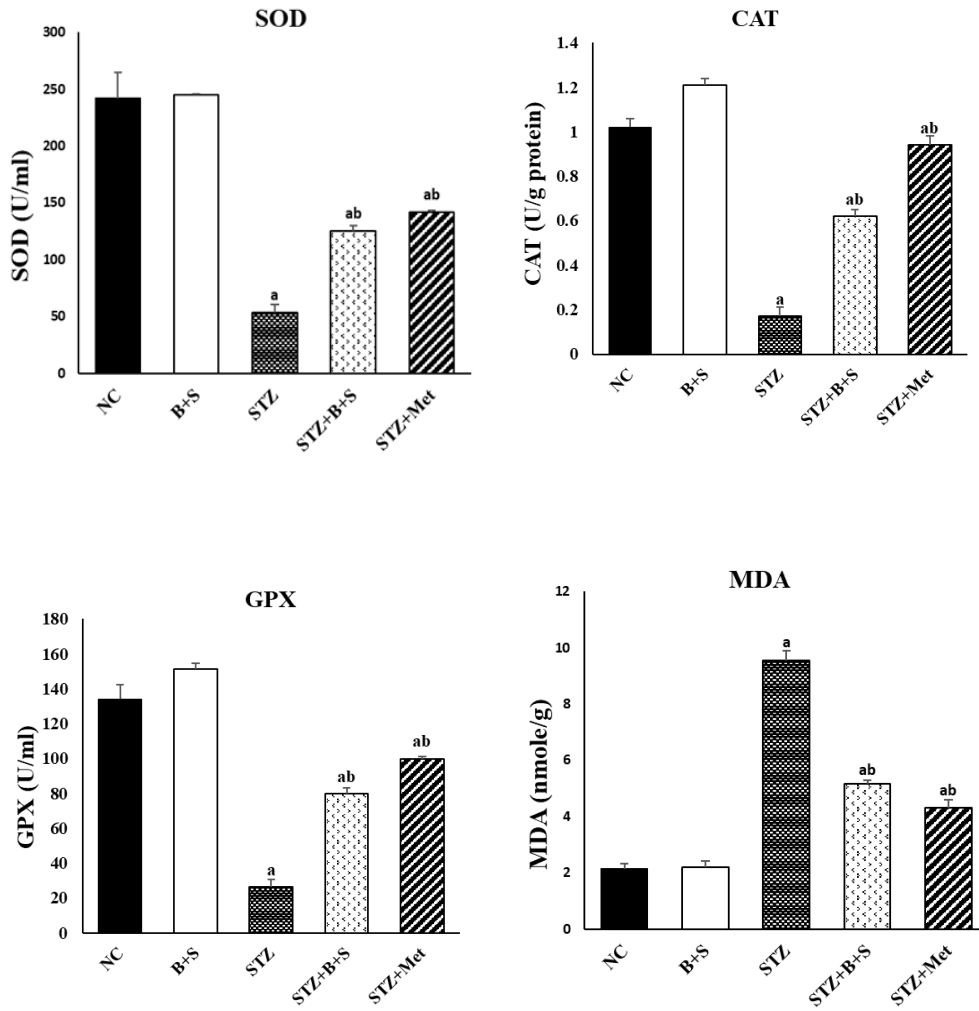 SOD
SOD (U/ml)
300
250
200
150
100
50
0
a
ab
ab
NC
B+S
STZ
STZ+B+S
STZ+Met
CAT
CAT (U/g protein)
1.4
1.2
1
0.8
0.6
0.4
0.2
0
a
ab
ab
NC
B+S
STZ
STZ+B+S
STZ+Met
GPX
GPX (U/ml)
180
160
140
120
100
80
60
40
20
0
a
ab
ab
NC
B+S
STZ
STZ+B+S
STZ+Met
MDA
MDA (nmole/g)
12
10
8
6
4
2
0
a
ab
ab
NC
B+S
STZ
STZ+B+S
STZ+Met